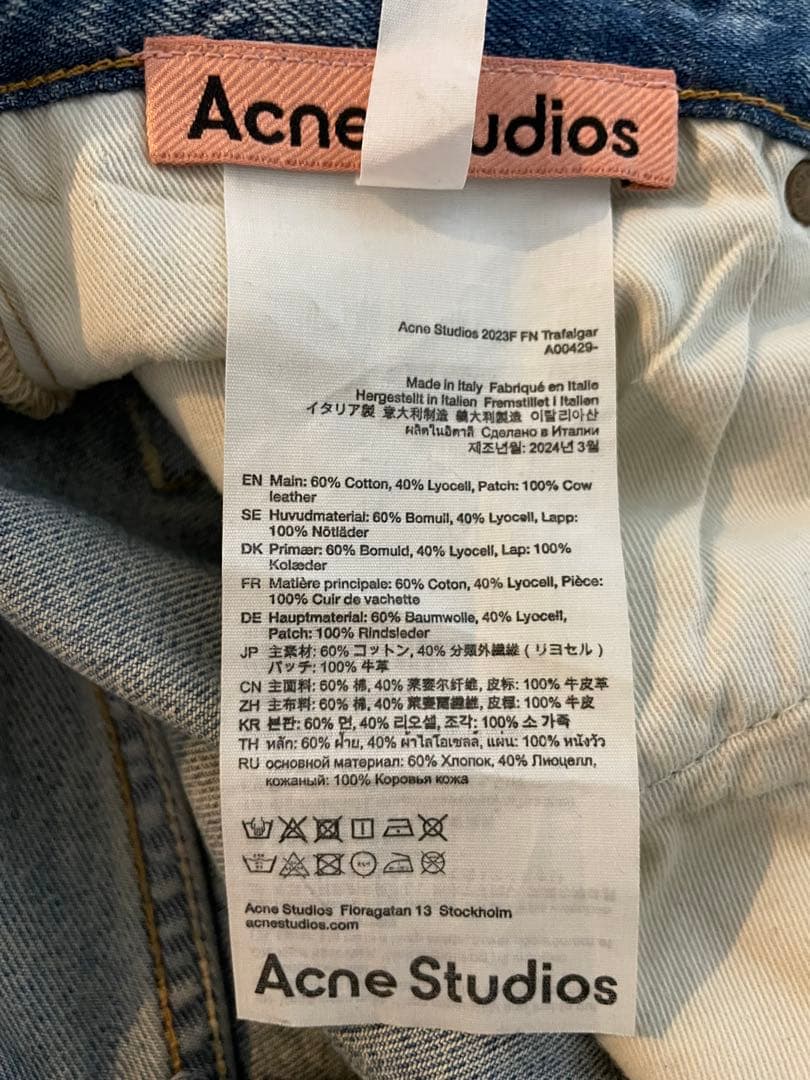 Acne Studios
Acne Studios 2023F FN Trafalgar
A00429-
Made in Italy Fabriqué en Italie
Hergestellt in Italien Fremstillet i Italien
イタリア製 意大利制造 義大利製造 이탈리아산
ผลิตในอิตาลี Сделано в Италии
제조년월: 2024년 3월
EN Main: 60% Cotton, 40% Lyocell, Patch: 100% Cow
leather
SE Huvudmaterial: 60% Bomull, 40% Lyocell, Lapp:
100% Nötläder
DK Primær: 60% Bomuld, 40% Lyocell, Lap: 100%
Kolæder
FR Matière principale: 60% Coton, 40% Lyocell, Pièce:
100% Cuir de vachette
DE Hauptmaterial: 60% Baumwolle, 40% Lyocell,
Patch: 100% Rindsleder
JP 主素材: 60% コットン, 40% 分類外繊維 ( リヨセル )
パッチ: 100% 牛革
CN 主面料: 60% 棉, 40% 莱赛尔纤维, 皮标: 100% 牛皮革
ZH 主布料: 60% 棉, 40% 萊賽爾纖維, 皮標: 100% 牛皮
KR 본판: 60% 면, 40% 리오셀, 조각: 100% 소 가죽
TH หลัก: 60% ฝ้าย, 40% ผ้าไลโอเซลล์, แผ่น: 100% หนังวัว
RU основной материал: 60% Хлопок, 40% Лиоцелл,
кожаный: 100% Коровья кожа
Acne Studios Floragatan 13 Stockholm
acnestudios.com
Acne Studios